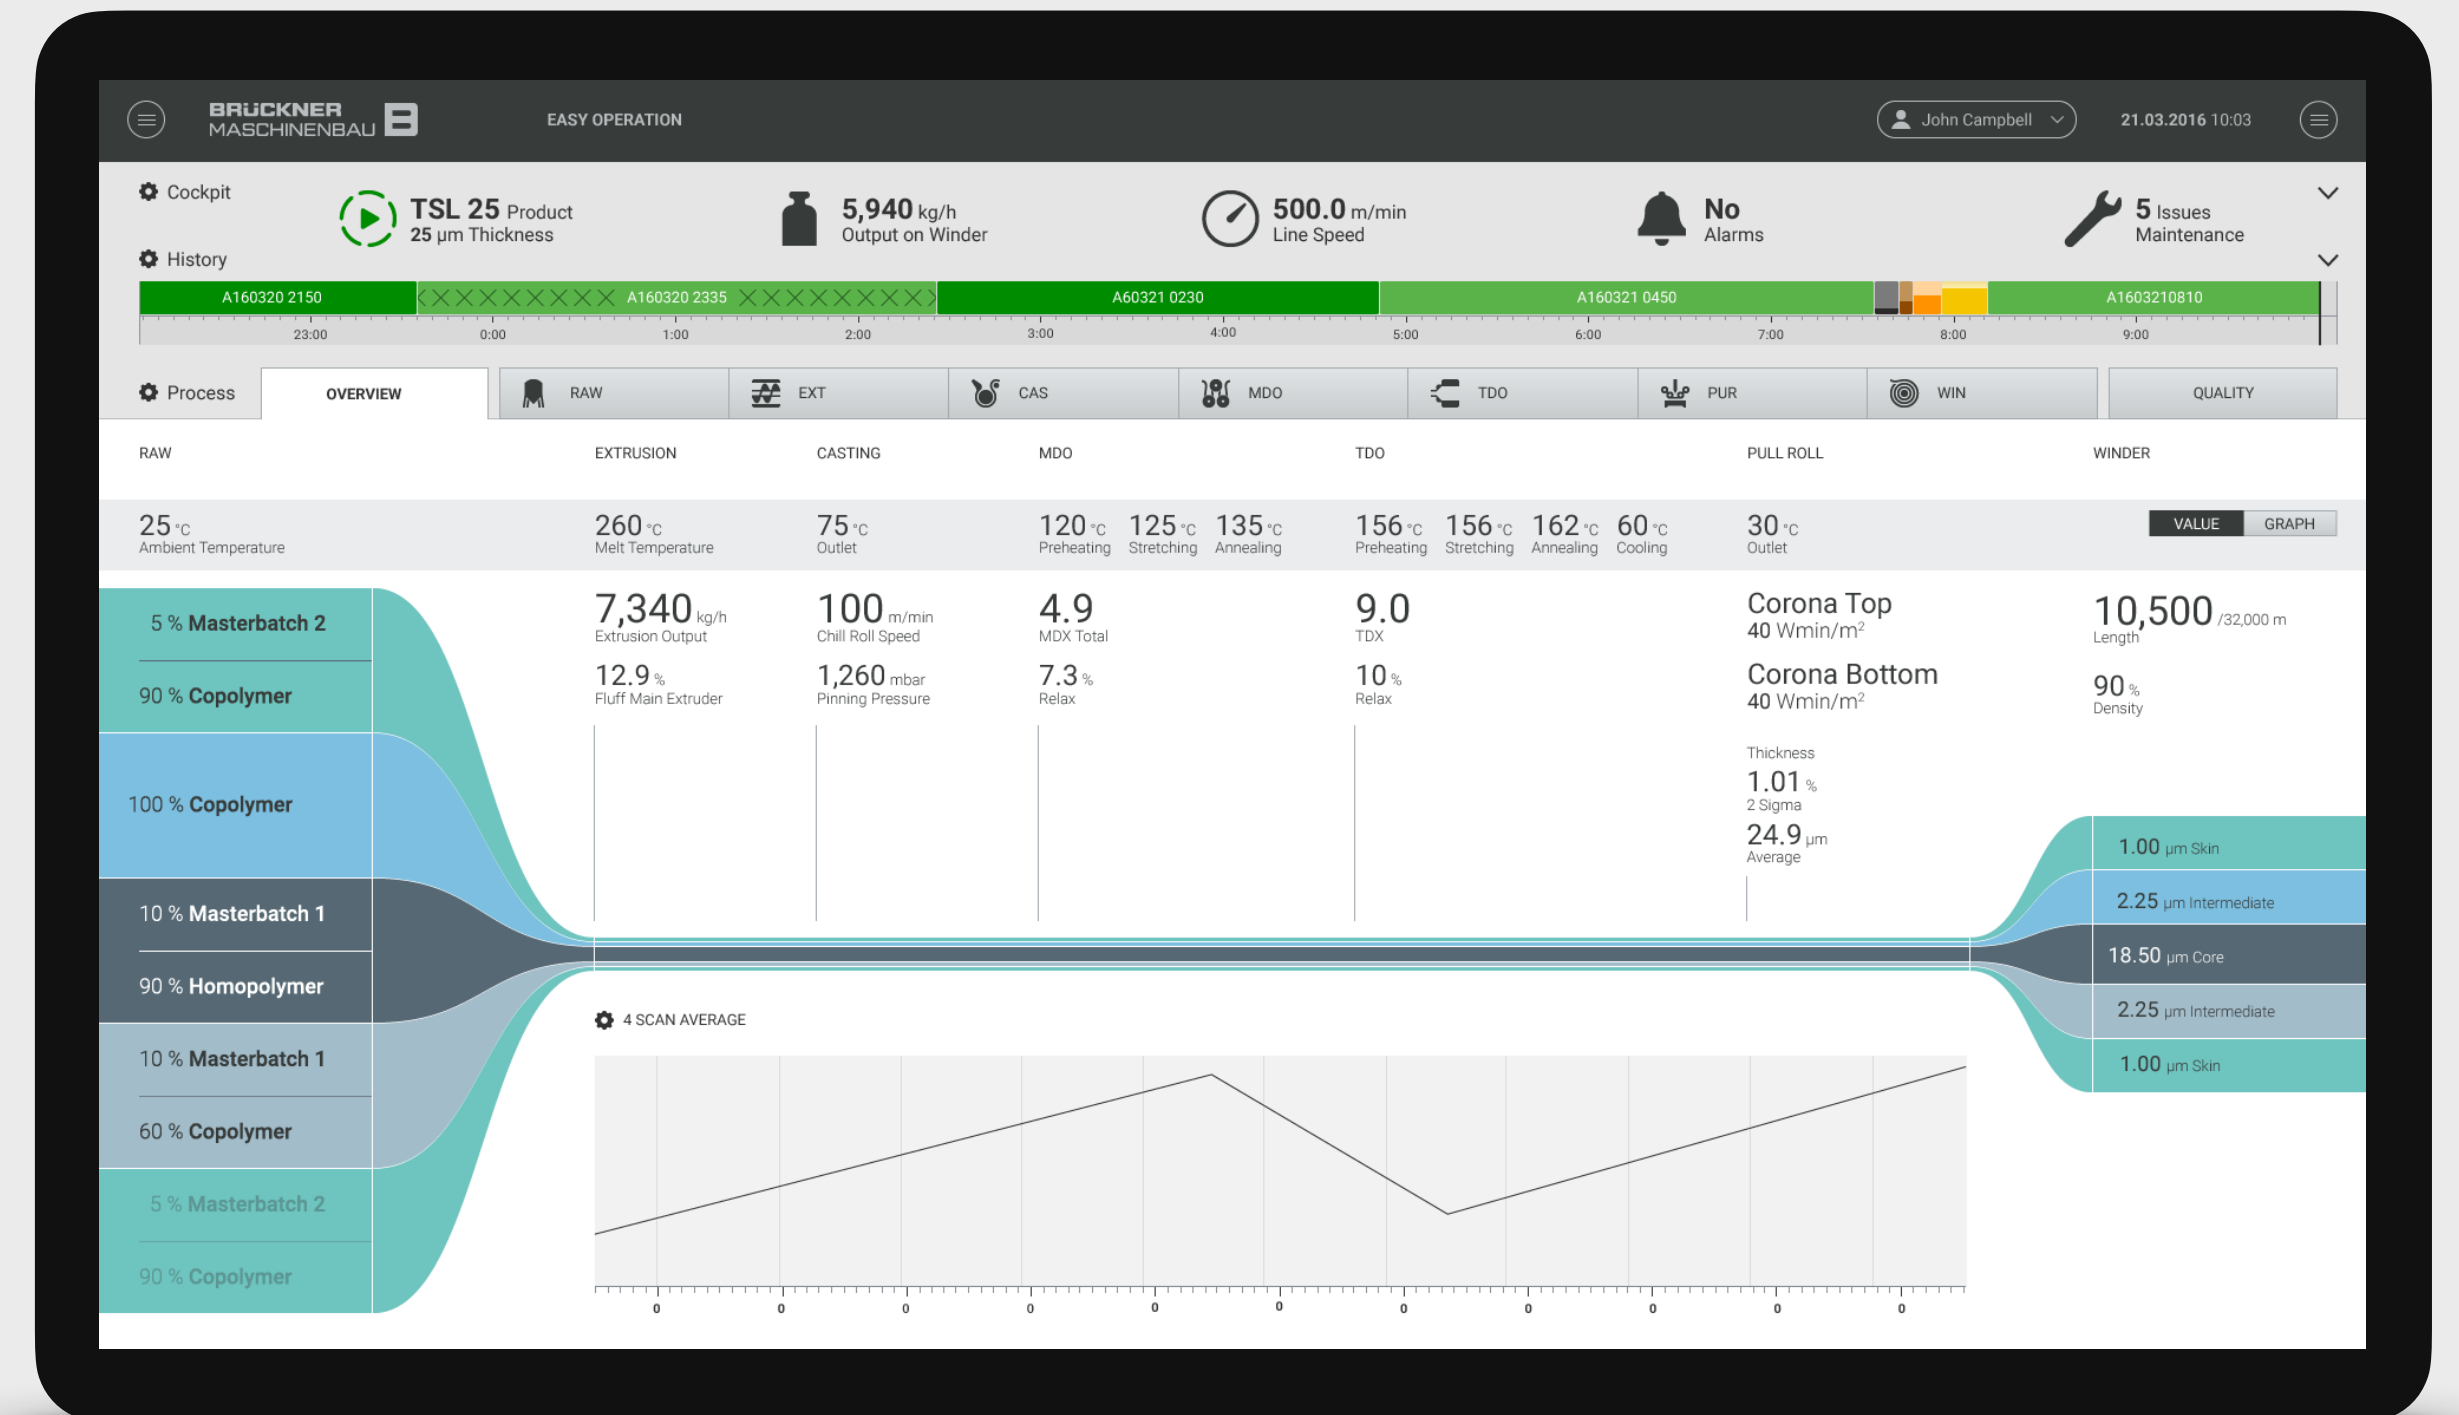 BRÜCKNER
MASCHINENBAU
EASY OPERATION
John Campbell
21.03.2016 10:03
Cockpit
TSL 25 Product
25 µm Thickness
5,940 kg/h
Output on Winder
500.0 m/min
Line Speed
No
Alarms
5 Issues
Maintenance
History
A160320 2150
A160320 2335
A60321 0230
A160321 0450
A1603210810
23:00 0:00 1:00 2:00 3:00 4:00 5:00 6:00 7:00 8:00 9:00
Process
OVERVIEW
RAW
EXT
CAS
MDO
TDO
PUR
WIN
QUALITY
RAW
EXTRUSION
CASTING
MDO
TDO
PULL ROLL
WINDER
25 °C
Ambient Temperature
260 °C
Melt Temperature
75 °C
Outlet
120 °C
Preheating
125 °C
Stretching
135 °C
Annealing
156 °C
Preheating
156 °C
Stretching
162 °C
Annealing
60 °C
Cooling
30 °C
Outlet
VALUE
GRAPH
5 % Masterbatch 2
90 % Copolymer
100 % Copolymer
10 % Masterbatch 1
90 % Homopolymer
10 % Masterbatch 1
60 % Copolymer
5 % Masterbatch 2
90 % Copolymer
7,340 kg/h
Extrusion Output
12.9 %
Fluff Main Extruder
100 m/min
Chill Roll Speed
1,260 mbar
Pinning Pressure
4.9
MDX Total
7.3 %
Relax
9.0
TDX
10 %
Relax
Corona Top
40 Wmin/m²
Corona Bottom
40 Wmin/m²
Thickness
1.01 %
2 Sigma
24.9 µm
Average
10,500 /32,000 m
Length
90 %
Density
1.00 µm Skin
2.25 µm Intermediate
18.50 µm Core
2.25 µm Intermediate
1.00 µm Skin
4 SCAN AVERAGE
0 0 0 0 0 0 0 0 0 0 0